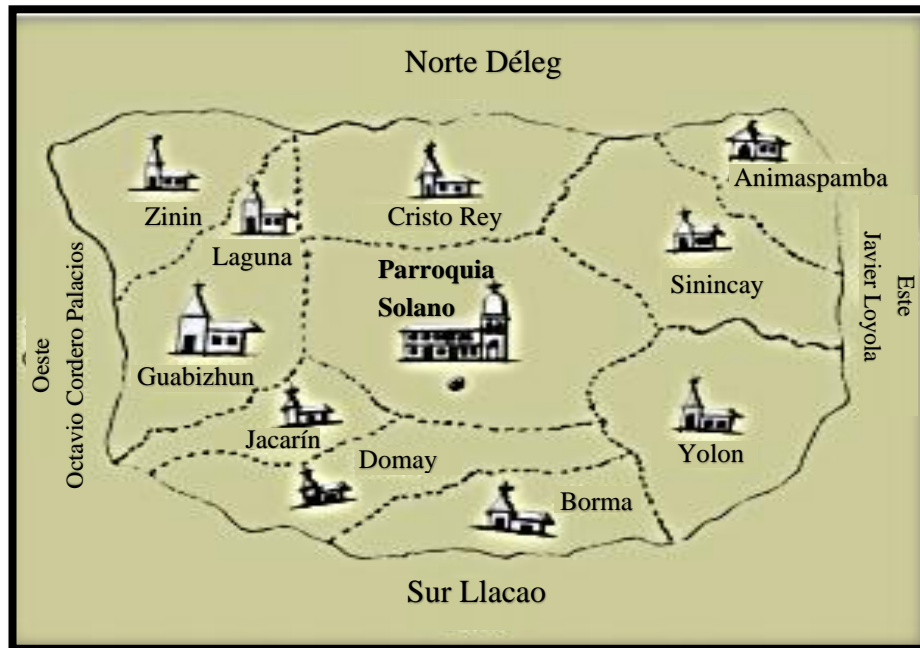 Norte Déleg
Animaspamba
Zinin
Cristo Rey
Laguna
Parroquia
Solano
Sinincay
Oeste
Octavio Cordero Palacios
Javier Loyola
Este
Guabizhun
Jacarín
Domay
Yolon
Borma
Sur Llacao